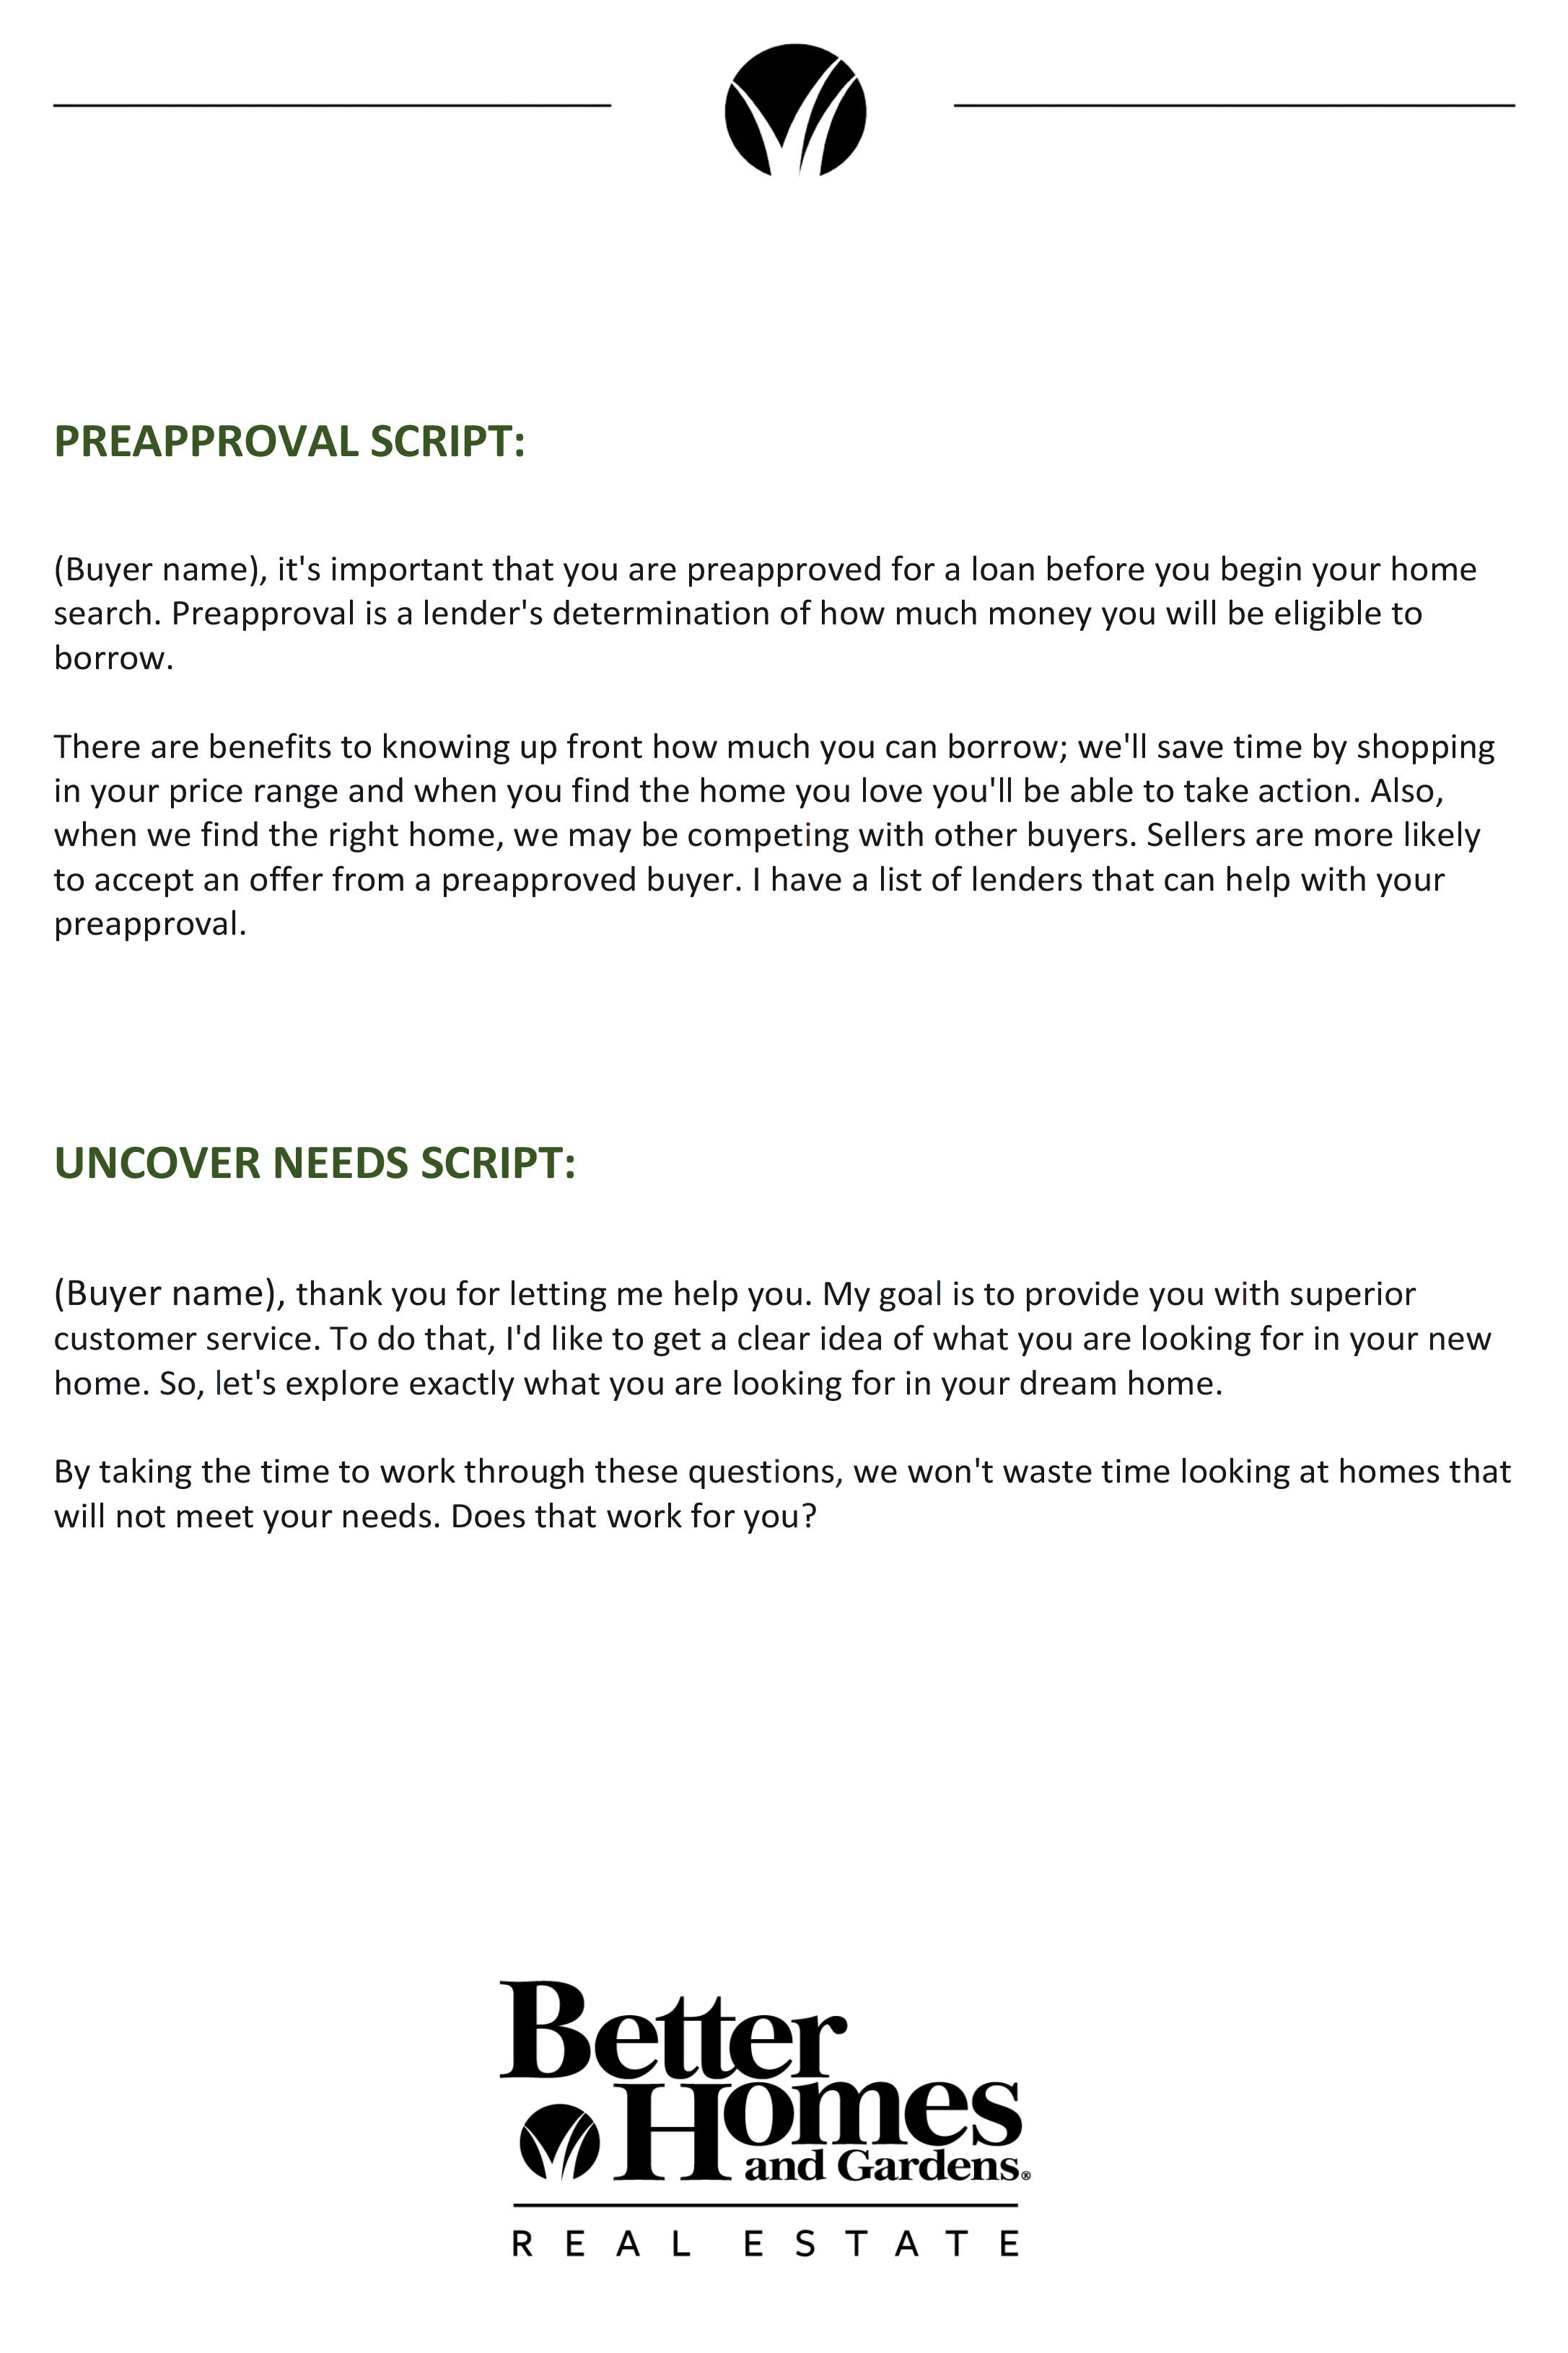 PREAPPROVAL SCRIPT:
(Buyer name), it's important that you are preapproved for a loan before you begin your home
search. Preapproval is a lender's determination of how much money you will be eligible to
borrow.
There are benefits to knowing up front how much you can borrow; we'll save time by shopping
in your price range and when you find the home you love you'll be able to take action. Also,
when we find the right home, we may be competing with other buyers. Sellers are more likely
to accept an offer from a preapproved buyer. I have a list of lenders that can help with your
preapproval.
UNCOVER NEEDS SCRIPT:
(Buyer name), thank you for letting me help you. My goal is to provide you with superior
customer service. To do that, I'd like to get a clear idea of what you are looking for in your new
home. So, let's explore exactly what you are looking for in your dream home.
By taking the time to work through these questions, we won't waste time looking at homes that
will not meet your needs. Does that work for you?
Better
Homes
and Gardens®
REAL ESTATE